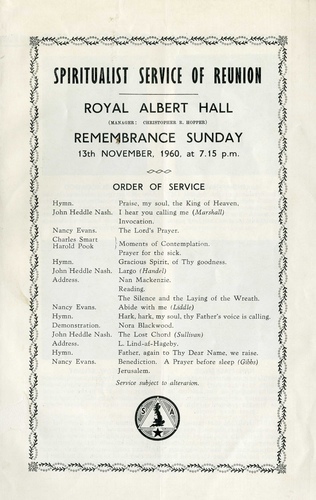 SPIRITUALIST SERVICE OF REUNION
ROYAL ALBERT HALL
(MANAGER: CHRISTOPHER S. HOPPER)
REMEMBRANCE SUNDAY
13th NOVEMBER, 1960, at 7.15 p.m.
ORDER OF SERVICE
Hymn. Praise, my soul, the King of Heaven.
John Heddle Nash. I hear you calling me (Marshall)
Invocation.
Nancy Evans. The Lord's Prayer.
Charles Smart
Harold Pook } Moments of Contemplation.
Prayer for the sick.
Hymn. Gracious Spirit, of Thy goodness.
John Heddle Nash. Largo (Handel)
Address. Nan Mackenzie.
Reading.
The Silence and the Laying of the Wreath.
Nancy Evans. Abide with me (Liddle)
Hymn. Hark, hark, my soul, thy Father's voice is calling.
Demonstration. Nora Blackwood.
John Heddle Nash. The Lost Chord (Sullivan)
Address. L. Lind-af-Hageby.
Hymn. Father, again to Thy Dear Name, we raise.
Nancy Evans. Benediction. A Prayer before sleep (Gibbs)
Jerusalem.
Service subject to alteration.
S A